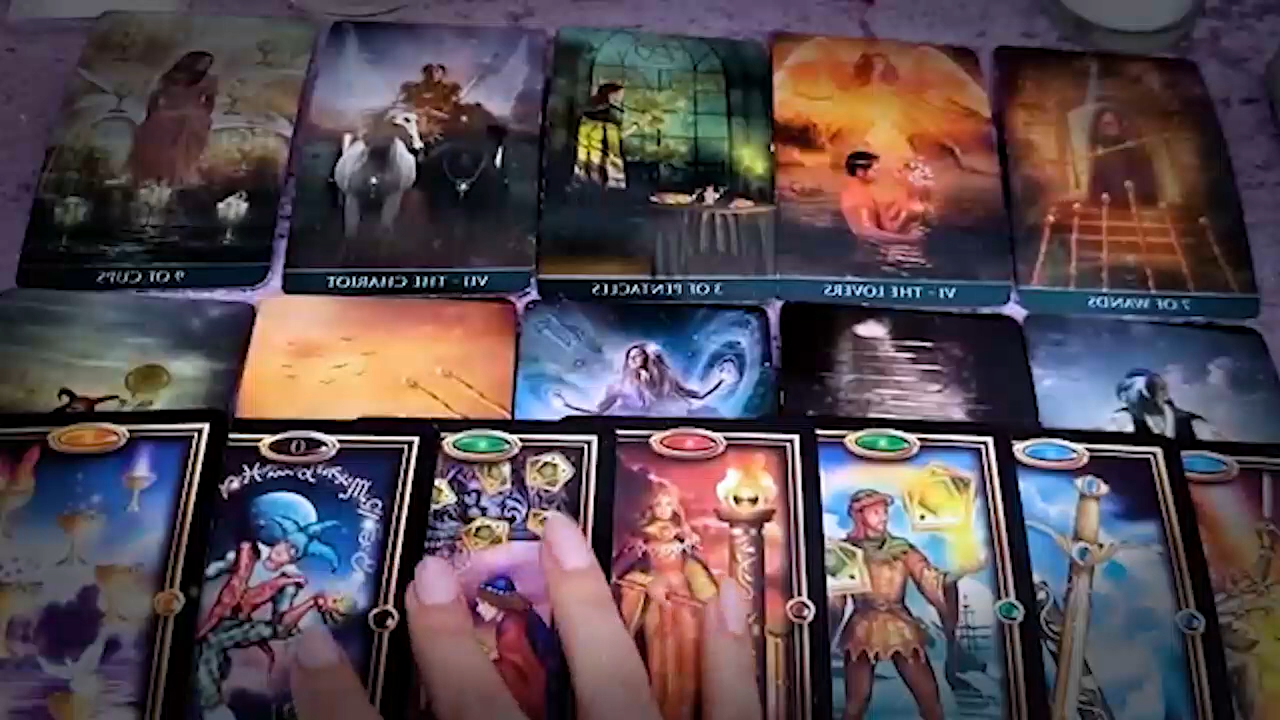 9 OF CUPS
VII - THE CHARIOT
3 OF PENTACLES
VI - THE LOVERS
7 OF WANDS
0